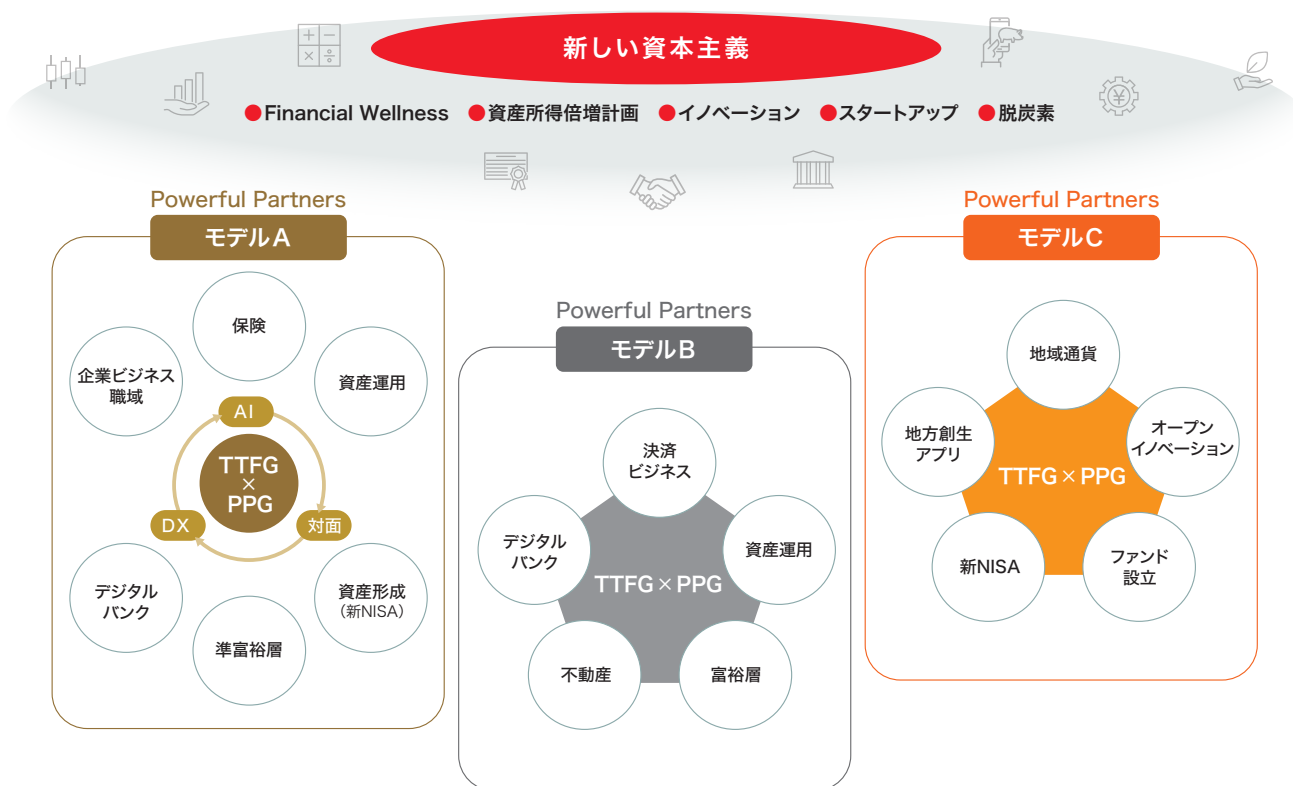 新しい資本主義
●Financial Wellness ●資産所得倍増計画 ●イノベーション ●スタートアップ ●脱炭素
Powerful Partners
モデルA
保険
企業ビジネス
職域
資産運用
AI
TTFG
×
PPG
DX
対面
デジタル
バンク
資産形成
(新NISA)
準富裕層
Powerful Partners
モデルB
決済
ビジネス
デジタル
バンク
資産運用
TTFG×PPG
不動産
富裕層
Powerful Partners
モデルC
地域通貨
地方創生
アプリ
オープン
イノベーション
TTFG×PPG
新NISA
ファンド
設立